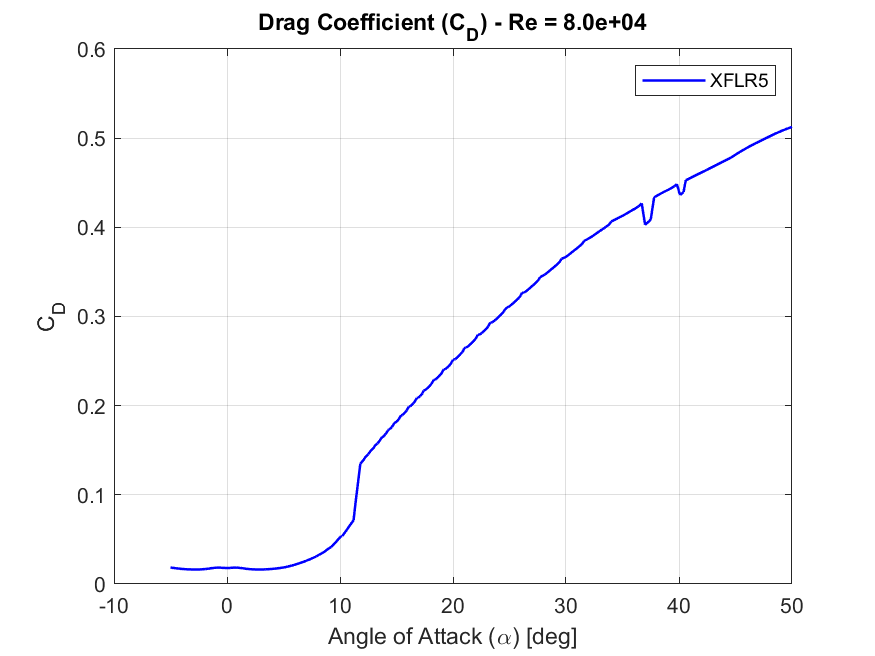 Drag Coefficient (C_D) - Re = 8.0e+04
XFLR5
0.6
0.5
0.4
0.3
0.2
0.1
0
C_D
-10 0 10 20 30 40 50
Angle of Attack (α) [deg]